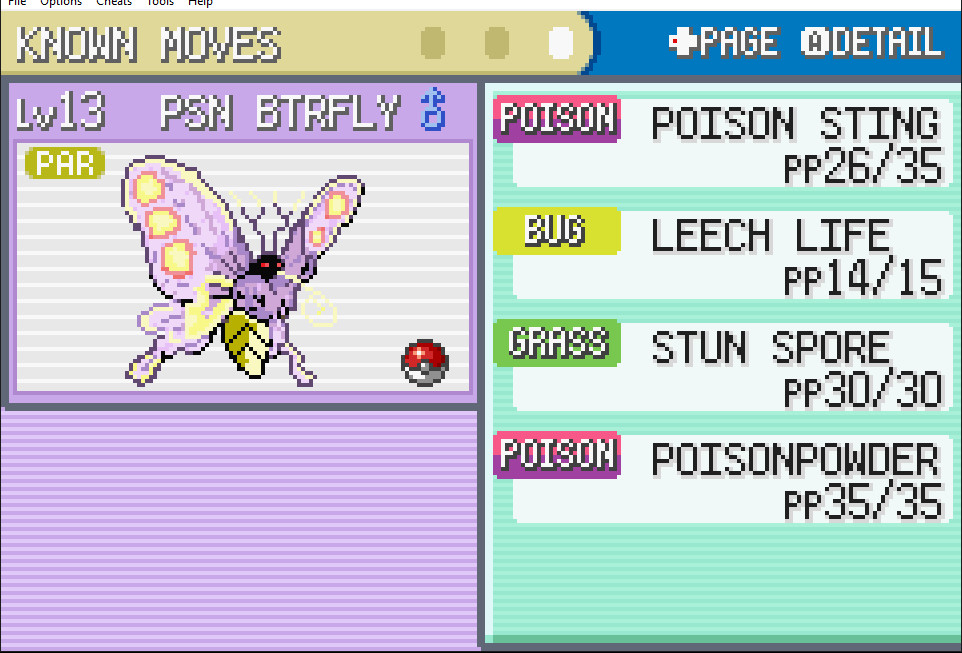 File Options Cheats Tools Help
KNOWN MOVES
PAGE A DETAIL
Lv13 PSN BTRFLY ♂
PAR
POISON POISON STING
PP26/35
BUG LEECH LIFE
PP14/15
GRASS STUN SPORE
PP30/30
POISON POISONPOWDER
PP35/35